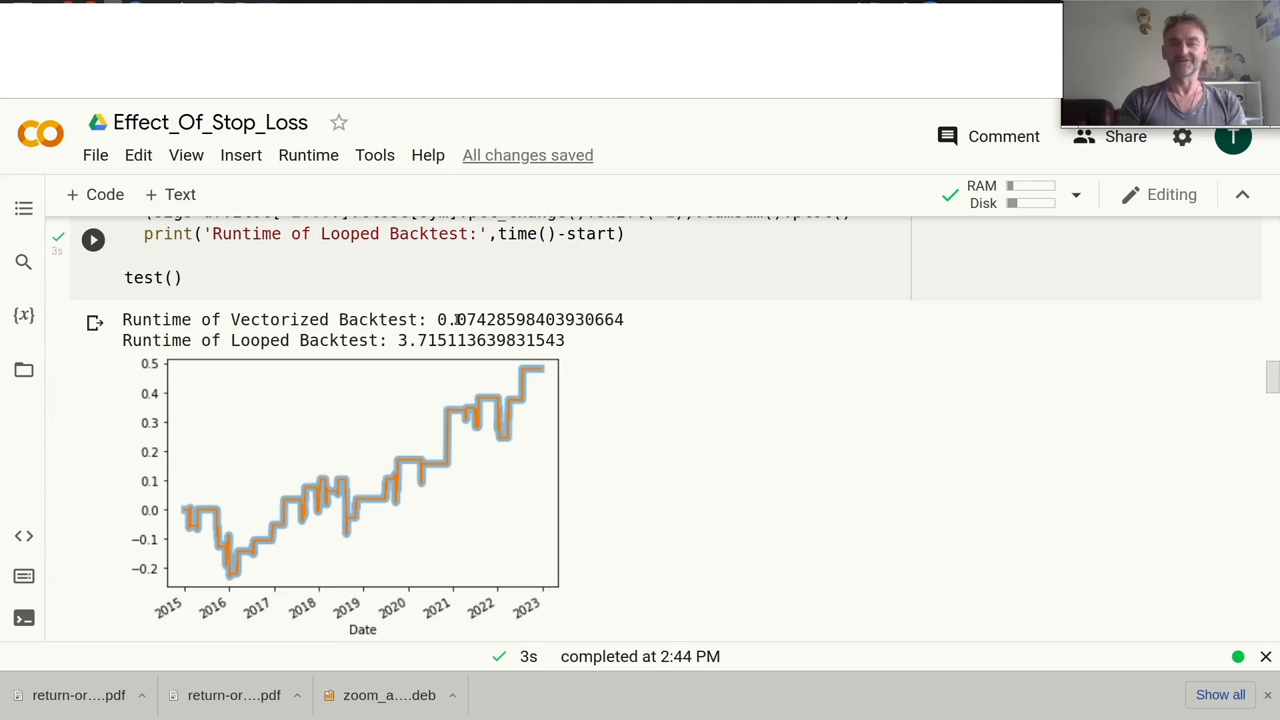 Effect_Of_Stop_Loss
File Edit View Insert Runtime Tools Help All changes saved
Comment
Share
T
+ Code + Text
RAM
Disk
Editing
print('Runtime of Looped Backtest:',time()-start)
3s
test()
{x}
Runtime of Vectorized Backtest: 0.07428598403930664
Runtime of Looped Backtest: 3.715113639831543
0.5
0.4
0.3
0.2
0.1
0.0
−0.1
−0.2
2015 2016 2017 2018 2019 2020 2021 2022 2023
Date
3s completed at 2:44 PM
return-or....pdf
return-or....pdf
zoom_a....deb
Show all